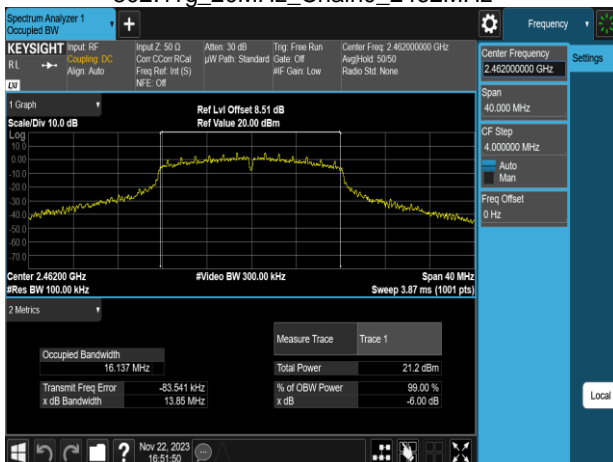 802.11g_20MHz_Chain0_2462MHz
Spectrum Analyzer 1
Occupied BW
+
Frequency
KEYSIGHT
RL
LXI
Input: RF
Coupling: DC
Align: Auto
Input Z: 50 Ω
Corr CCorr RCal
Freq Ref: Int (S)
NFE: Off
Atten: 30 dB
µW Path: Standard
Trig: Free Run
Gate: Off
#IF Gain: Low
Center Freq: 2.462000000 GHz
Avg|Hold: 50/50
Radio Std: None
Center Frequency
2.462000000 GHz
Settings
Span
40.000 MHz
CF Step
4.000000 MHz
Auto
Man
Freq Offset
0 Hz
1 Graph
Scale/Div 10.0 dB
Ref Lvl Offset 8.51 dB
Ref Value 20.00 dBm
Log
10.0
0.00
-10.0
-20.0
-30.0
-40.0
-50.0
-60.0
-70.0
Center 2.46200 GHz
#Res BW 100.00 kHz
#Video BW 300.00 kHz
Span 40 MHz
Sweep 3.87 ms (1001 pts)
2 Metrics
Measure Trace Trace 1
Occupied Bandwidth
16.137 MHz
Total Power 21.2 dBm
Transmit Freq Error -83.541 kHz
% of OBW Power 99.00 %
x dB Bandwidth 13.85 MHz
x dB -6.00 dB
Local
?
Nov 22, 2023
16:51:50